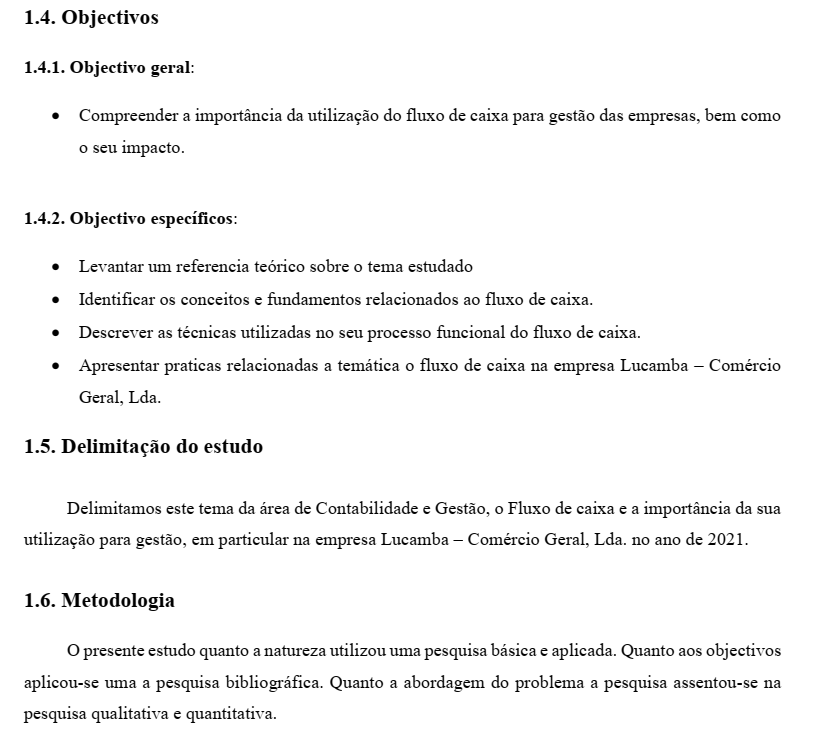 1.4. Objectivos
1.4.1. Objectivo geral:
• Compreender a importância da utilização do fluxo de caixa para gestão das empresas, bem como
o seu impacto.
1.4.2. Objectivo específicos:
• Levantar um referencia teórico sobre o tema estudado
• Identificar os conceitos e fundamentos relacionados ao fluxo de caixa.
• Descrever as técnicas utilizadas no seu processo funcional do fluxo de caixa.
• Apresentar praticas relacionadas a temática o fluxo de caixa na empresa Lucamba – Comércio
Geral, Lda.
1.5. Delimitação do estudo
Delimitamos este tema da área de Contabilidade e Gestão, o Fluxo de caixa e a importância da sua
utilização para gestão, em particular na empresa Lucamba – Comércio Geral, Lda. no ano de 2021.
1.6. Metodologia
O presente estudo quanto a natureza utilizou uma pesquisa básica e aplicada. Quanto aos objectivos
aplicou-se uma a pesquisa bibliográfica. Quanto a abordagem do problema a pesquisa assentou-se na
pesquisa qualitativa e quantitativa.